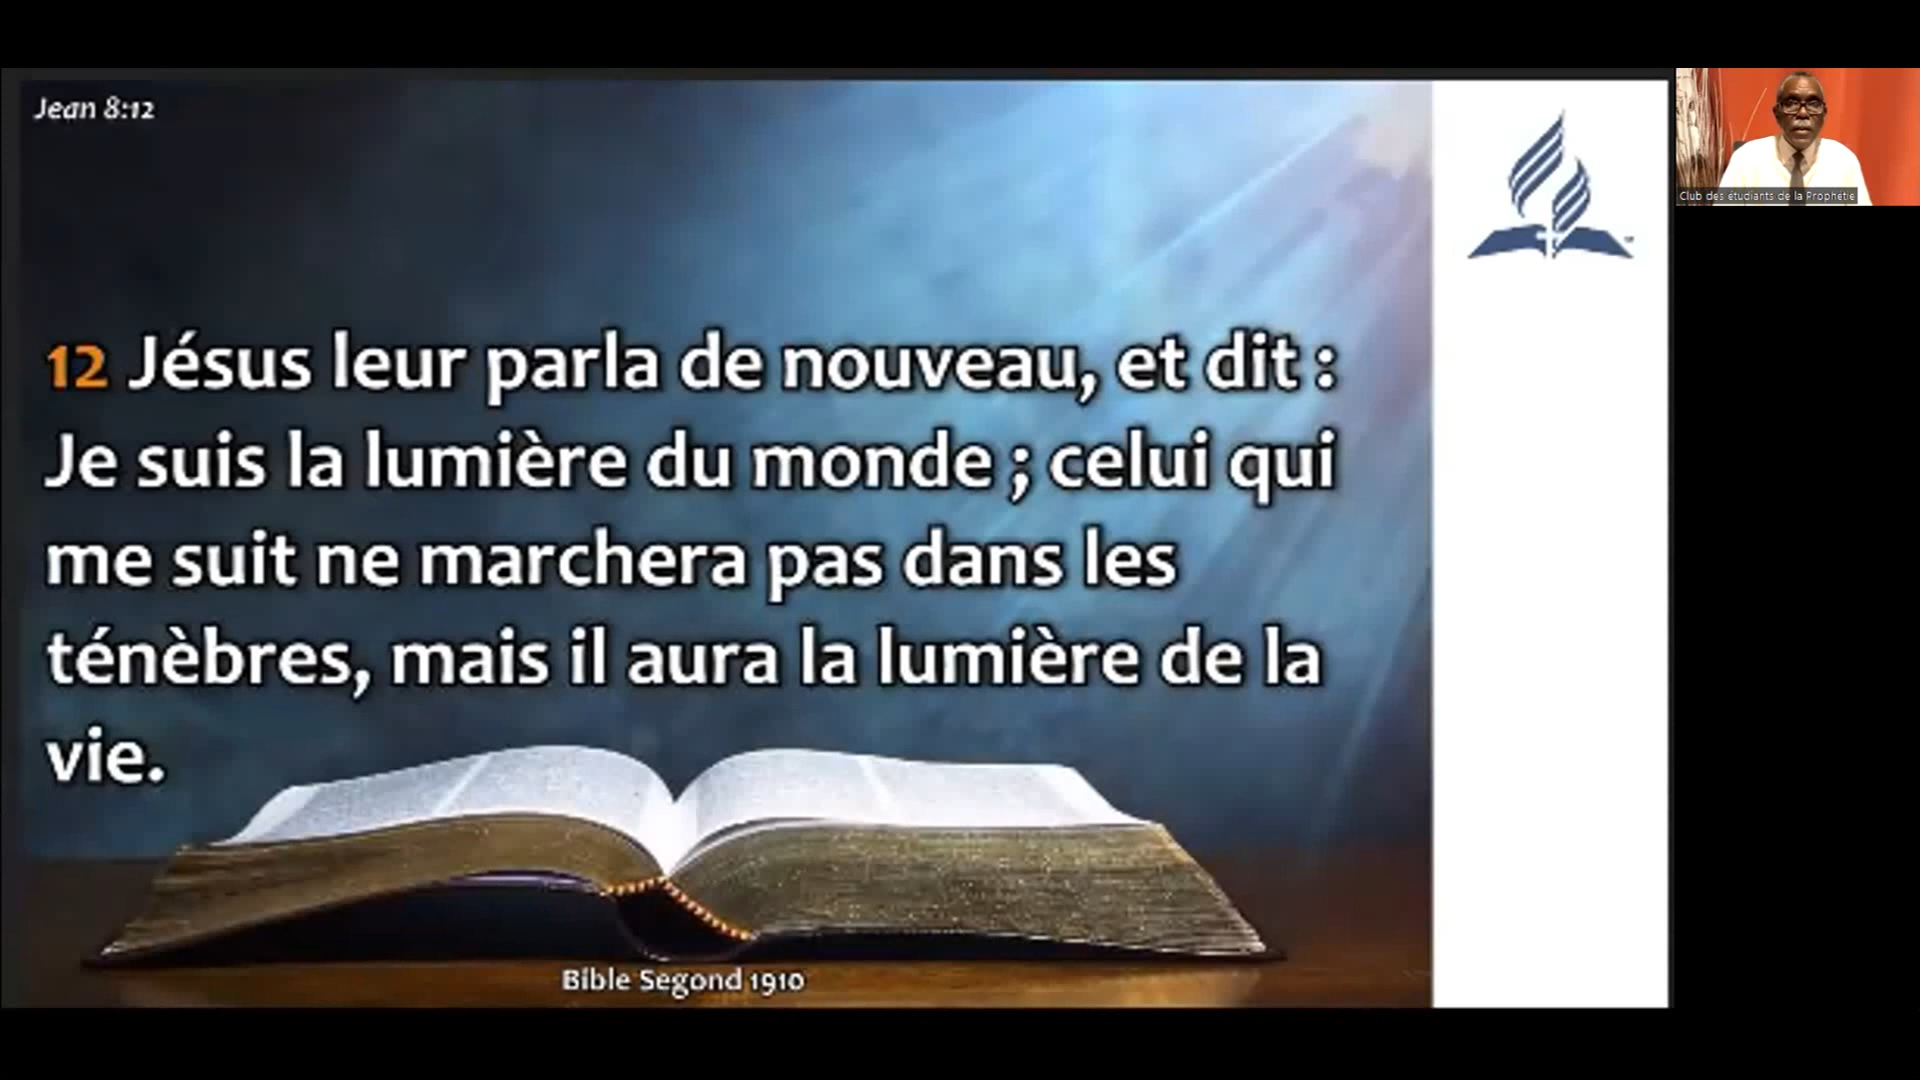 Jean 8:12
12 Jésus leur parla de nouveau, et dit :
Je suis la lumière du monde ; celui qui
me suit ne marchera pas dans les
ténèbres, mais il aura la lumière de la
vie.
Bible Segond 1910
Club des étudiants de la Prophétie